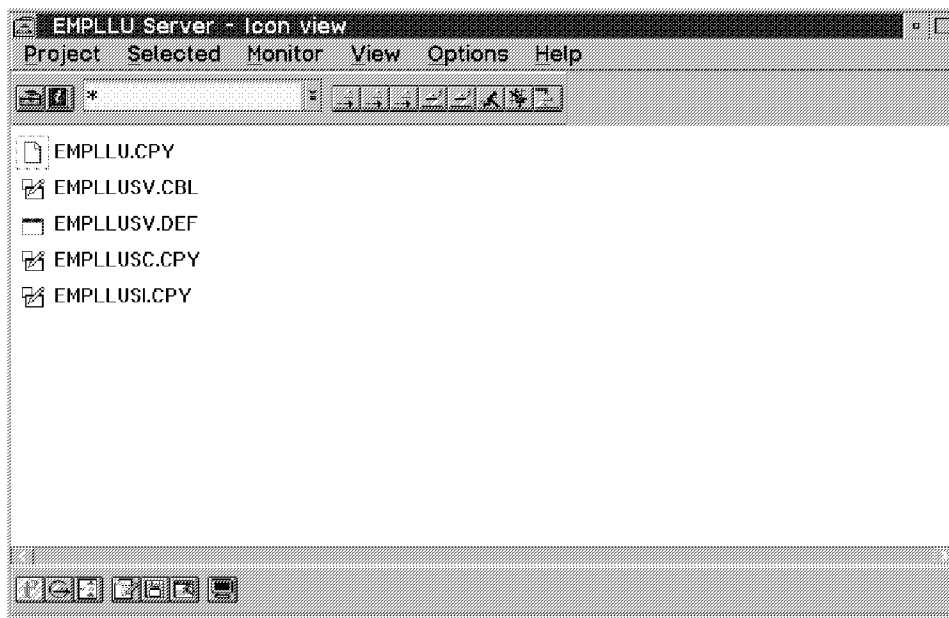 EMPLLU Server - Icon view
Project Selected Monitor View Options Help
*
EMPLLU.CPY
EMPLLUSV.CBL
EMPLLUSV.DEF
EMPLLUSC.CPY
EMPLLUSI.CPY